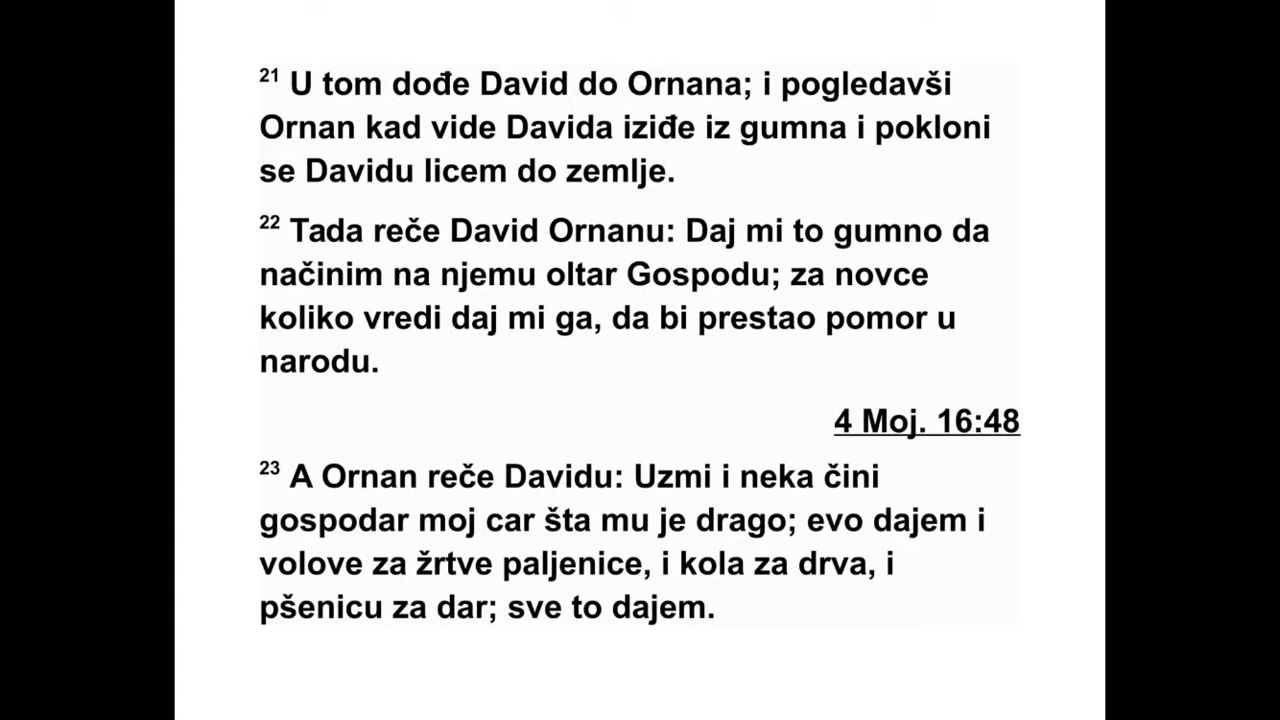 21 U tom dođe David do Ornana; i pogledavši
Ornan kad vide Davida iziđe iz gumna i pokloni
se Davidu licem do zemlje.
22 Tada reče David Ornanu: Daj mi to gumno da
načinim na njemu oltar Gospodu; za novce
koliko vredi daj mi ga, da bi prestao pomor u
narodu.
4 Moj. 16:48
23 A Ornan reče Davidu: Uzmi i neka čini
gospodar moj car šta mu je drago; evo dajem i
volove za žrtve paljenice, i kola za drva, i
pšenicu za dar; sve to dajem.